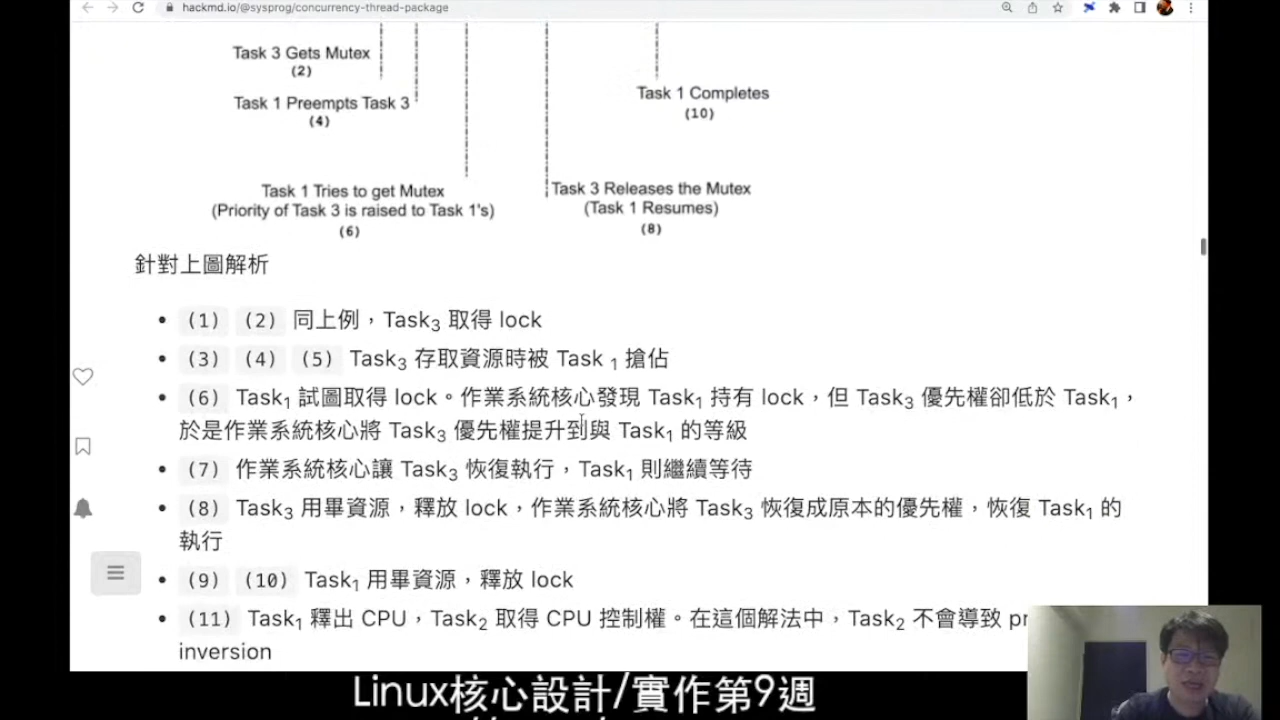 hackmd.io/@sysprog/concurrency-thread-package
Task 3 Gets Mutex
(2)
Task 1 Preempts Task 3
(4)
Task 1 Completes
(10)
Task 1 Tries to get Mutex
(Priority of Task 3 is raised to Task 1's)
(6)
Task 3 Releases the Mutex
(Task 1 Resumes)
(8)
針對上圖解析
• (1) (2) 同上例，Task3 取得 lock
• (3) (4) (5) Task3 存取資源時被 Task 1 搶佔
• (6) Task1 試圖取得 lock。作業系統核心發現 Task1 持有 lock，但 Task3 優先權卻低於 Task1，
於是作業系統核心將 Task3 優先權提升到與 Task1 的等級
• (7) 作業系統核心讓 Task3 恢復執行，Task1 則繼續等待
• (8) Task3 用畢資源，釋放 lock，作業系統核心將 Task3 恢復成原本的優先權，恢復 Task1 的
執行
• (9) (10) Task1 用畢資源，釋放 lock
• (11) Task1 釋出 CPU，Task2 取得 CPU 控制權。在這個解法中，Task2 不會導致 pr
inversion
Linux核心設計/實作第9週